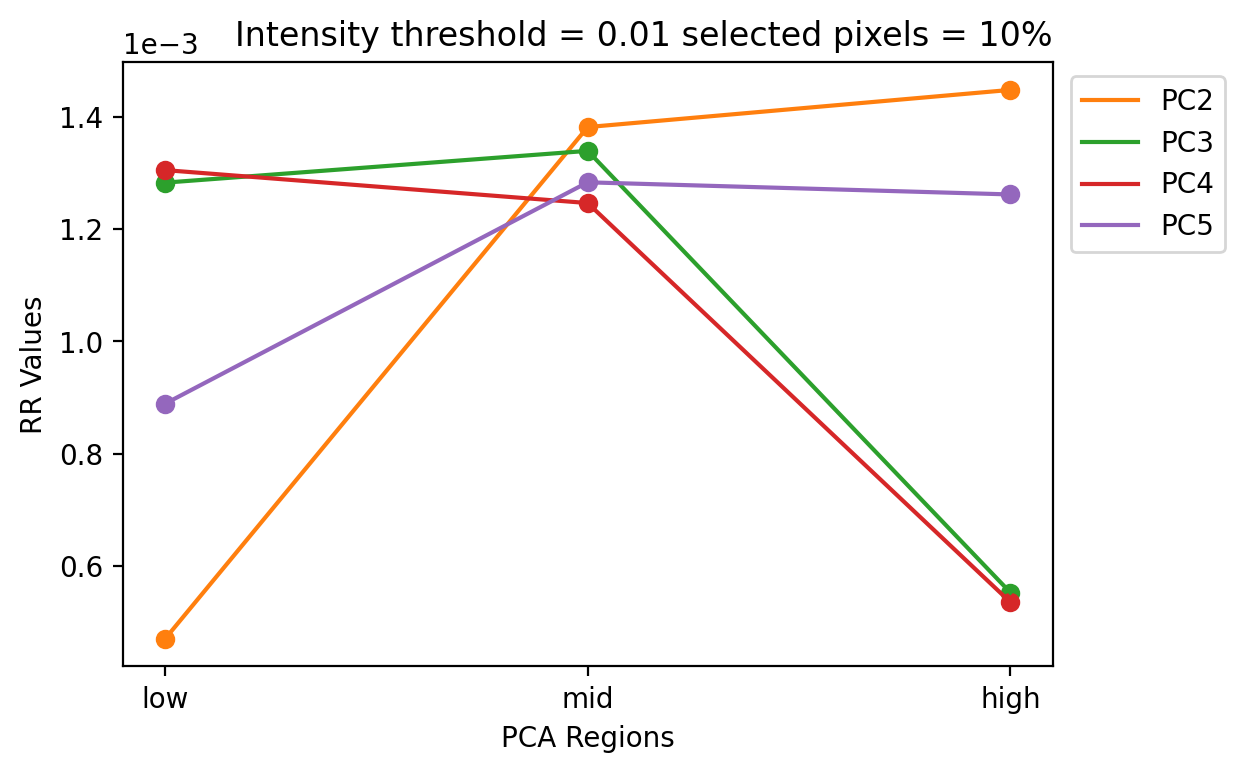 1e−3
Intensity threshold = 0.01 selected pixels = 10%
1.4
1.2
1.0
0.8
0.6
RR Values
low
mid
high
PCA Regions
PC2
PC3
PC4
PC5